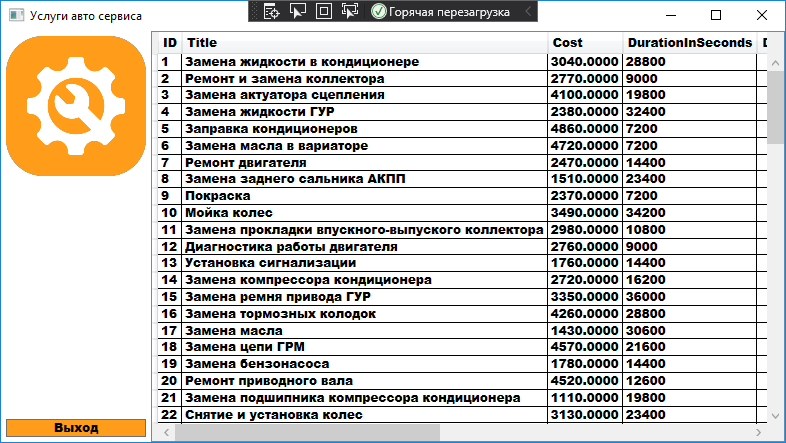 Услуги авто сервиса
Горячая перезагрузка
ID Title Cost DurationInSeconds D
1 Замена жидкости в кондиционере 3040.0000 28800
2 Ремонт и замена коллектора 2770.0000 9000
3 Замена актуатора сцепления 4100.0000 19800
4 Замена жидкости ГУР 2380.0000 32400
5 Заправка кондиционеров 4860.0000 7200
6 Замена масла в вариаторе 4720.0000 7200
7 Ремонт двигателя 2470.0000 14400
8 Замена заднего сальника АКПП 1510.0000 23400
9 Покраска 2370.0000 7200
10 Мойка колес 3490.0000 34200
11 Замена прокладки впускного-выпуского коллектора 2980.0000 10800
12 Диагностика работы двигателя 2760.0000 9000
13 Установка сигнализации 1760.0000 14400
14 Замена компрессора кондиционера 2720.0000 16200
15 Замена ремня привода ГУР 3350.0000 36000
16 Замена тормозных колодок 4260.0000 28800
17 Замена масла 1430.0000 30600
18 Замена цепи ГРМ 4570.0000 21600
19 Замена бензонасоса 1780.0000 14400
20 Ремонт приводного вала 4520.0000 12600
21 Замена подшипника компрессора кондиционера 1110.0000 19800
22 Снятие и установка колес 3130.0000 23400
Выход